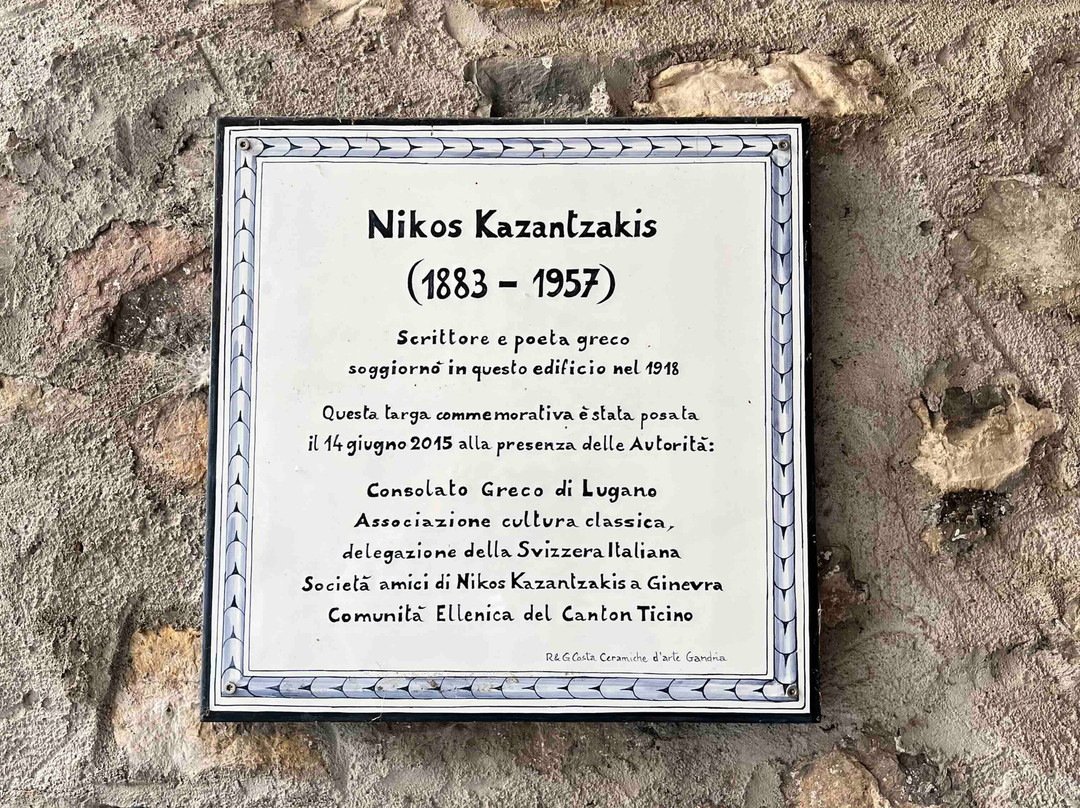 Nikos Kazantzakis
(1883 - 1957)
Scrittore e poeta greco
soggiornò in questo edificio nel 1918
Questa targa commemorativa è stata posata
il 14 giugno 2015 alla presenza delle Autorità:
Consolato Greco di Lugano
Associazione cultura classica,
delegazione della Svizzera Italiana
Società amici di Nikos Kazantzakis a Ginevra
Comunità Ellenica del Canton Ticino
R&G Costa Ceramiche d'arte Gandria